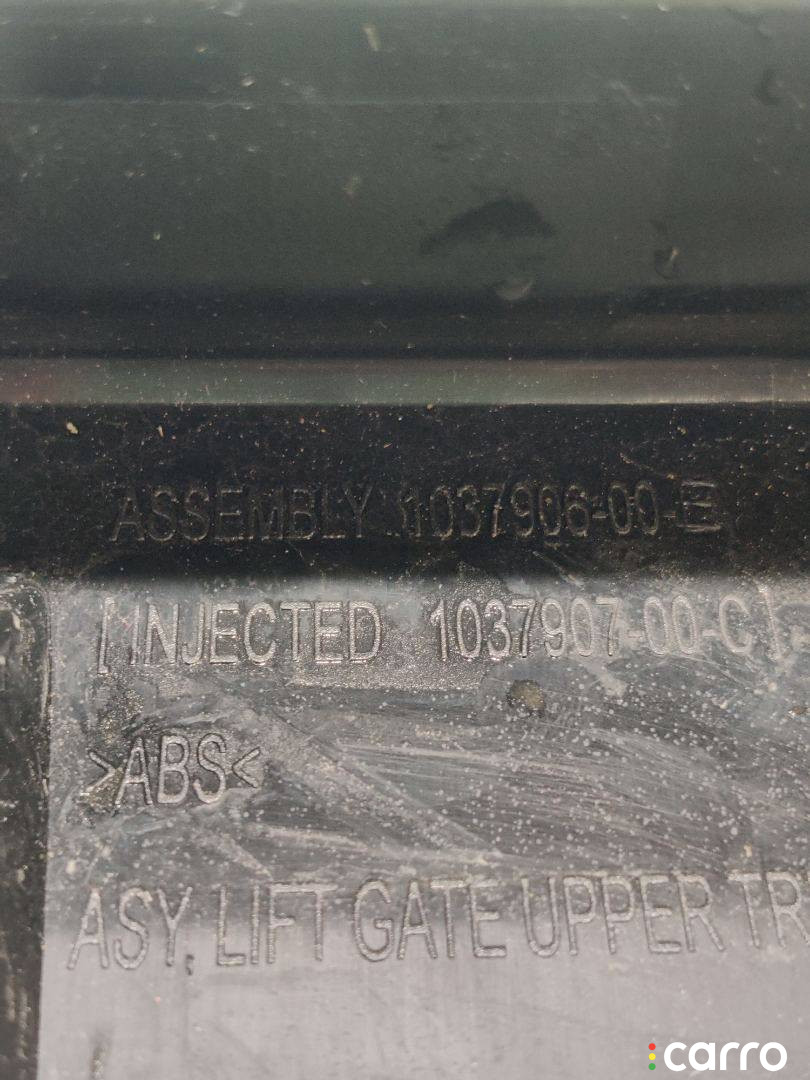 ASSEMBLY 1037906-00-E
[ INJECTED 1037907-00-C ]
>ABS<
ASY, LIFT GATE UPPER TR
carro